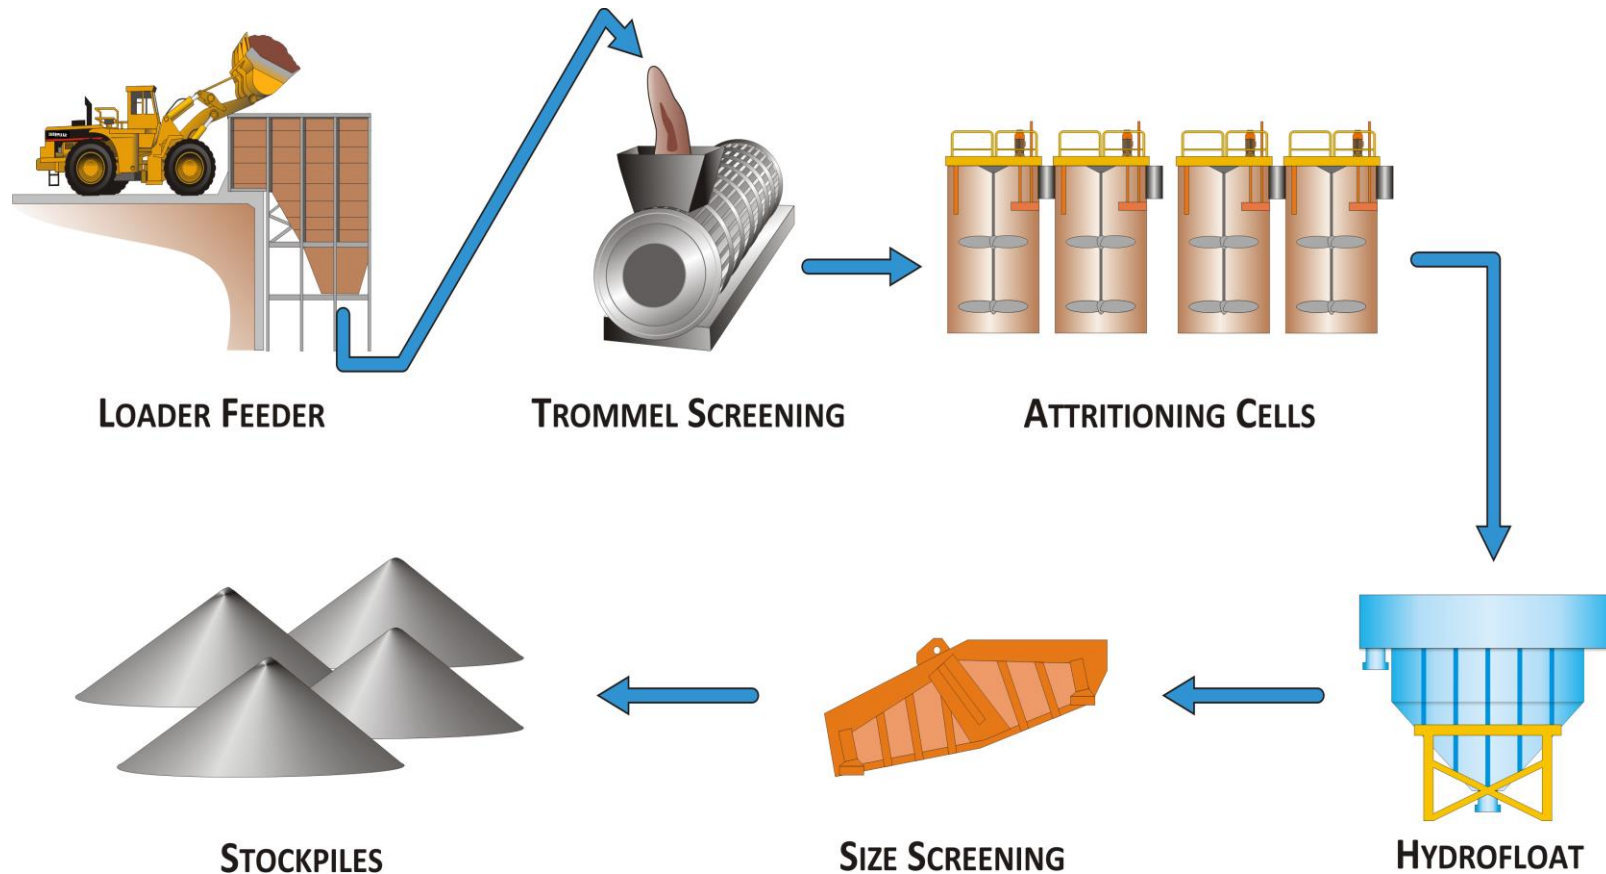 LOADER FEEDER
TROMMEL SCREENING
ATTRITIONING CELLS
STOCKPILES
SIZE SCREENING
HYDROFLOAT